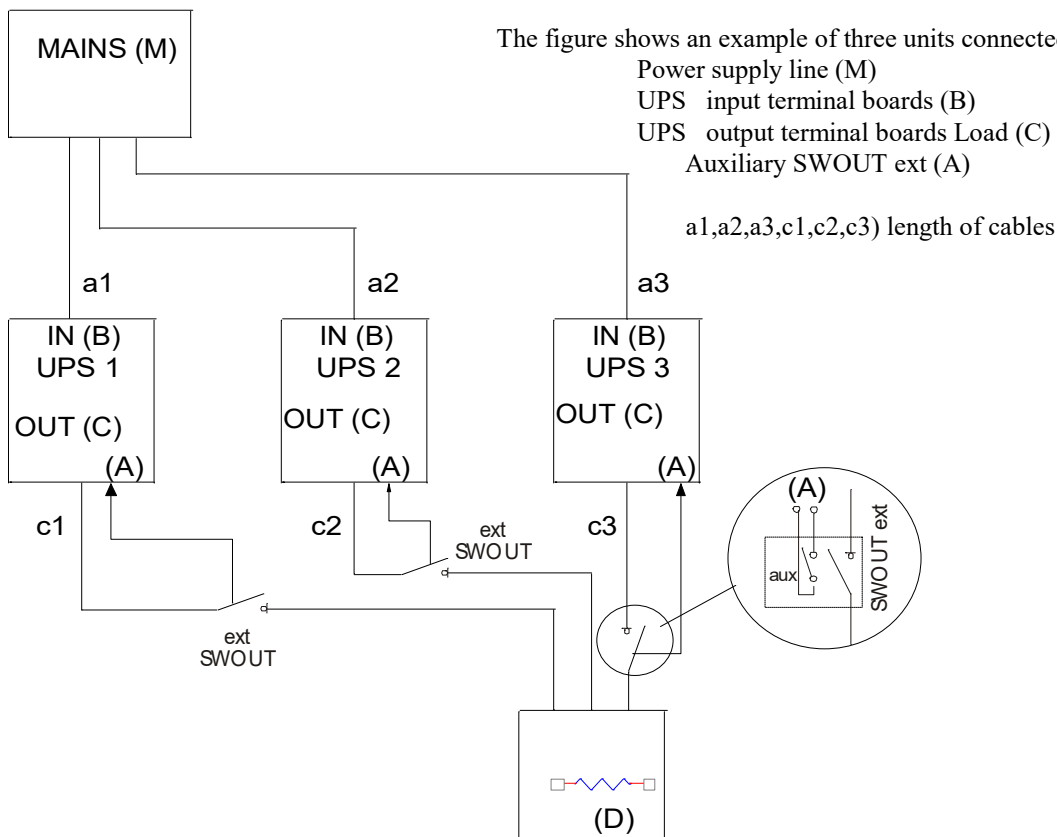 MAINS (M)
The figure shows an example of three units connected
Power supply line (M)
UPS input terminal boards (B)
UPS output terminal boards Load (C)
Auxiliary SWOUT ext (A)
a1,a2,a3,c1,c2,c3) length of cables
a1
a2
a3
IN (B)
UPS 1
OUT (C)
(A)
IN (B)
UPS 2
OUT (C)
(A)
IN (B)
UPS 3
OUT (C)
(A)
c1
c2
c3
ext
SWOUT
ext
SWOUT
(A)
aux
SWOUT ext
(D)